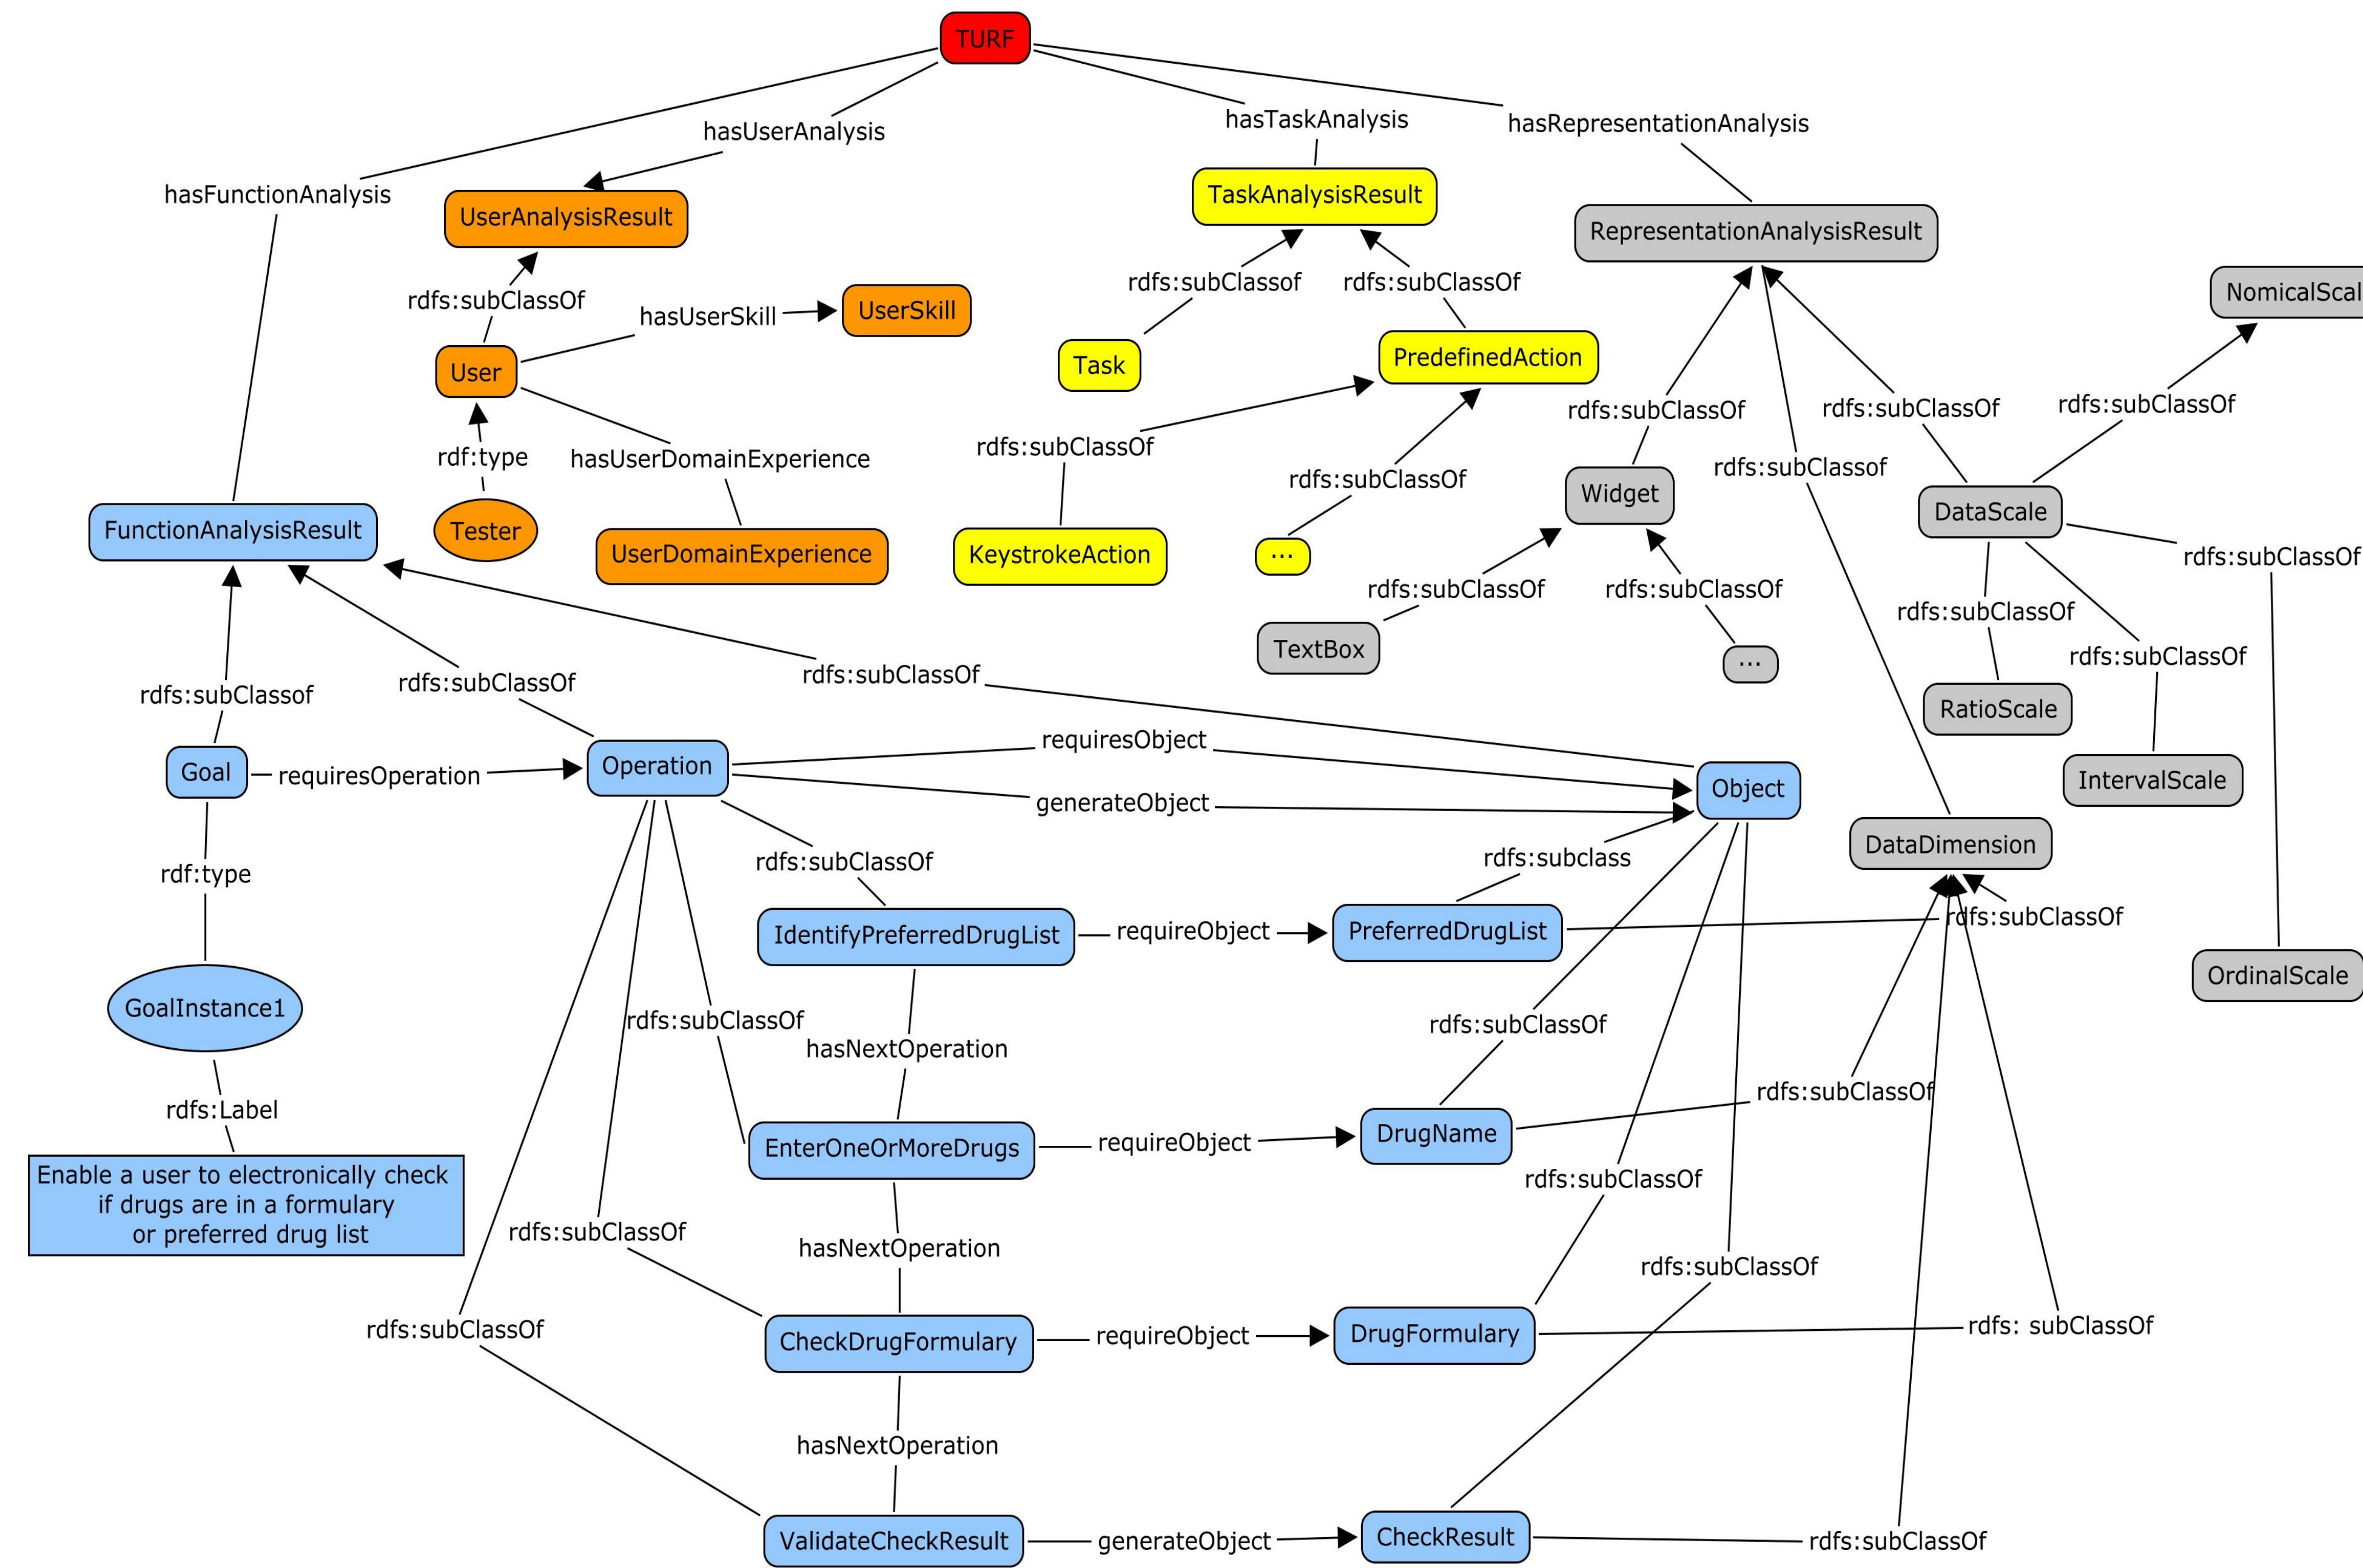 TURF
hasUserAnalysis
hasTaskAnalysis
hasRepresentationAnalysis
hasFunctionAnalysis
UserAnalysisResult
TaskAnalysisResult
RepresentationAnalysisResult
rdfs:subClassOf
hasUserSkill
UserSkill
rdfs:subClassof
rdfs:subClassOf
NomicalScal
User
Task
PredefinedAction
rdfs:subClassOf
rdfs:subClassOf
rdfs:subClassOf
rdf:type
hasUserDomainExperience
rdfs:subClassOf
rdfs:subClassOf
rdfs:subClassof
Widget
DataScale
FunctionAnalysisResult
Tester
UserDomainExperience
KeystrokeAction
...
rdfs:subClassOf
rdfs:subClassOf
rdfs:subClassOf
rdfs:subClassOf
TextBox
...
rdfs:subClassOf
rdfs:subClassof
rdfs:subClassOf
rdfs:subClassOf
RatioScale
Goal
requiresOperation
Operation
requiresObject
generateObject
Object
IntervalScale
DataDimension
rdf:type
rdfs:subClassOf
rdfs:subclass
IdentifyPreferredDrugList
requireObject
PreferredDrugList
rdfs:subClassOf
OrdinalScale
GoalInstance1
rdfs:subClassOf
hasNextOperation
rdfs:subClassOf
rdfs:Label
rdfs:subClassOf
EnterOneOrMoreDrugs
requireObject
DrugName
Enable a user to electronically check
if drugs are in a formulary
or preferred drug list
rdfs:subClassOf
rdfs:subClassOf
hasNextOperation
rdfs:subClassOf
rdfs:subClassOf
CheckDrugFormulary
requireObject
DrugFormulary
rdfs: subClassOf
hasNextOperation
ValidateCheckResult
generateObject
CheckResult
rdfs:subClassOf